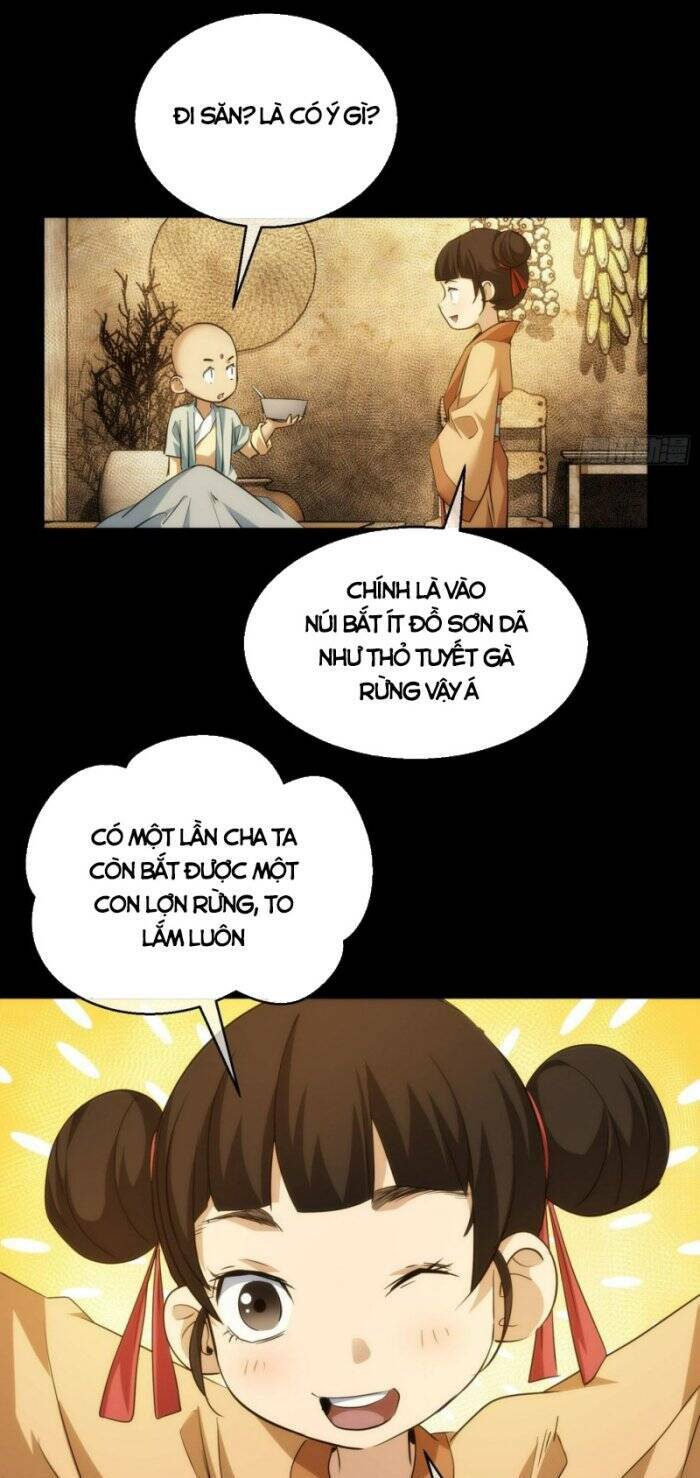 ĐI SĂN? LÀ CÓ Ý GÌ?
CHÍNH LÀ VÀO
NÚI BẮT ÍT ĐỒ SƠN DÃ
NHƯ THỎ TUYẾT GÀ
RỪNG VẬY Á
CÓ MỘT LẦN CHA TA
CÒN BẮT ĐƯỢC MỘT
CON LỢN RỪNG, TO
LẮM LUÔN